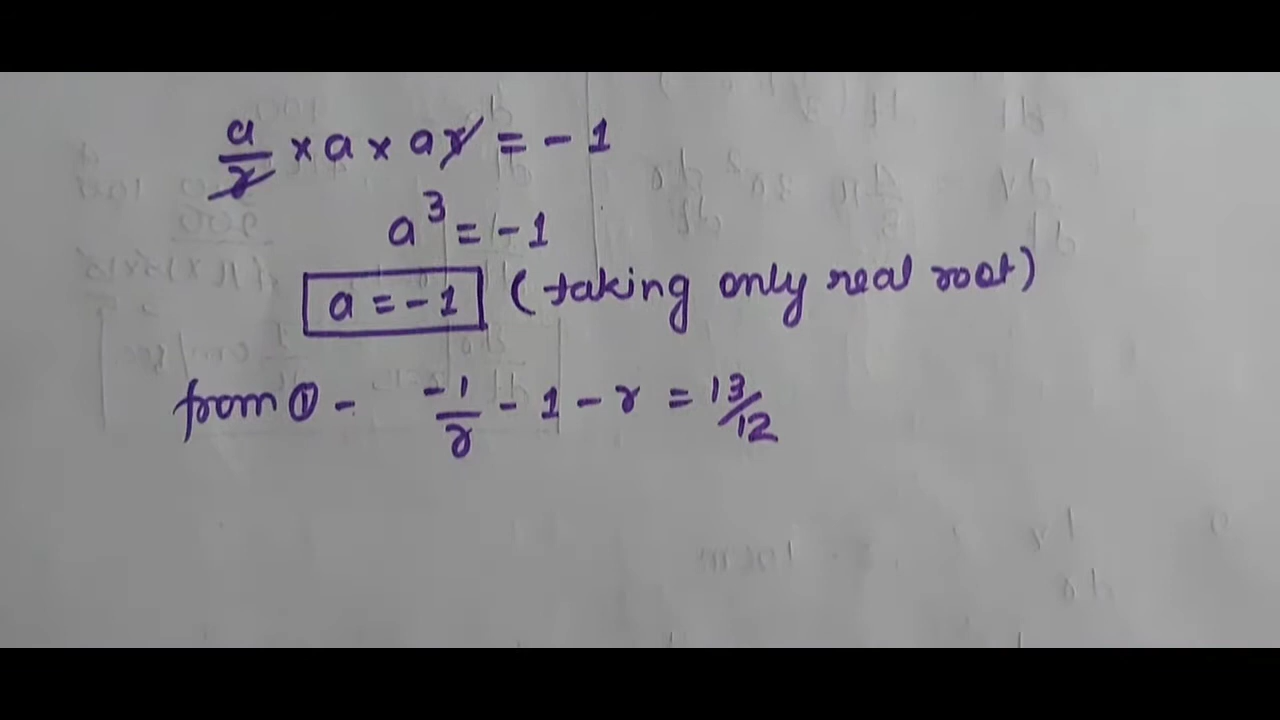 a/r × a × ar = - 1
a³ = - 1
a = - 1 (taking only real root)
from ① - -1/r - 1 - r = 13/12